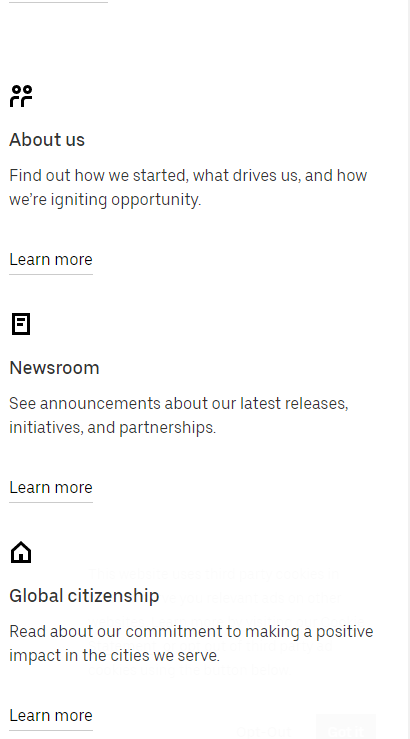 About us
Find out how we started, what drives us, and how
we’re igniting opportunity.
Learn more
Newsroom
See announcements about our latest releases,
initiatives, and partnerships.
Learn more
Global citizenship
Read about our commitment to making a positive
impact in the cities we serve.
Learn more